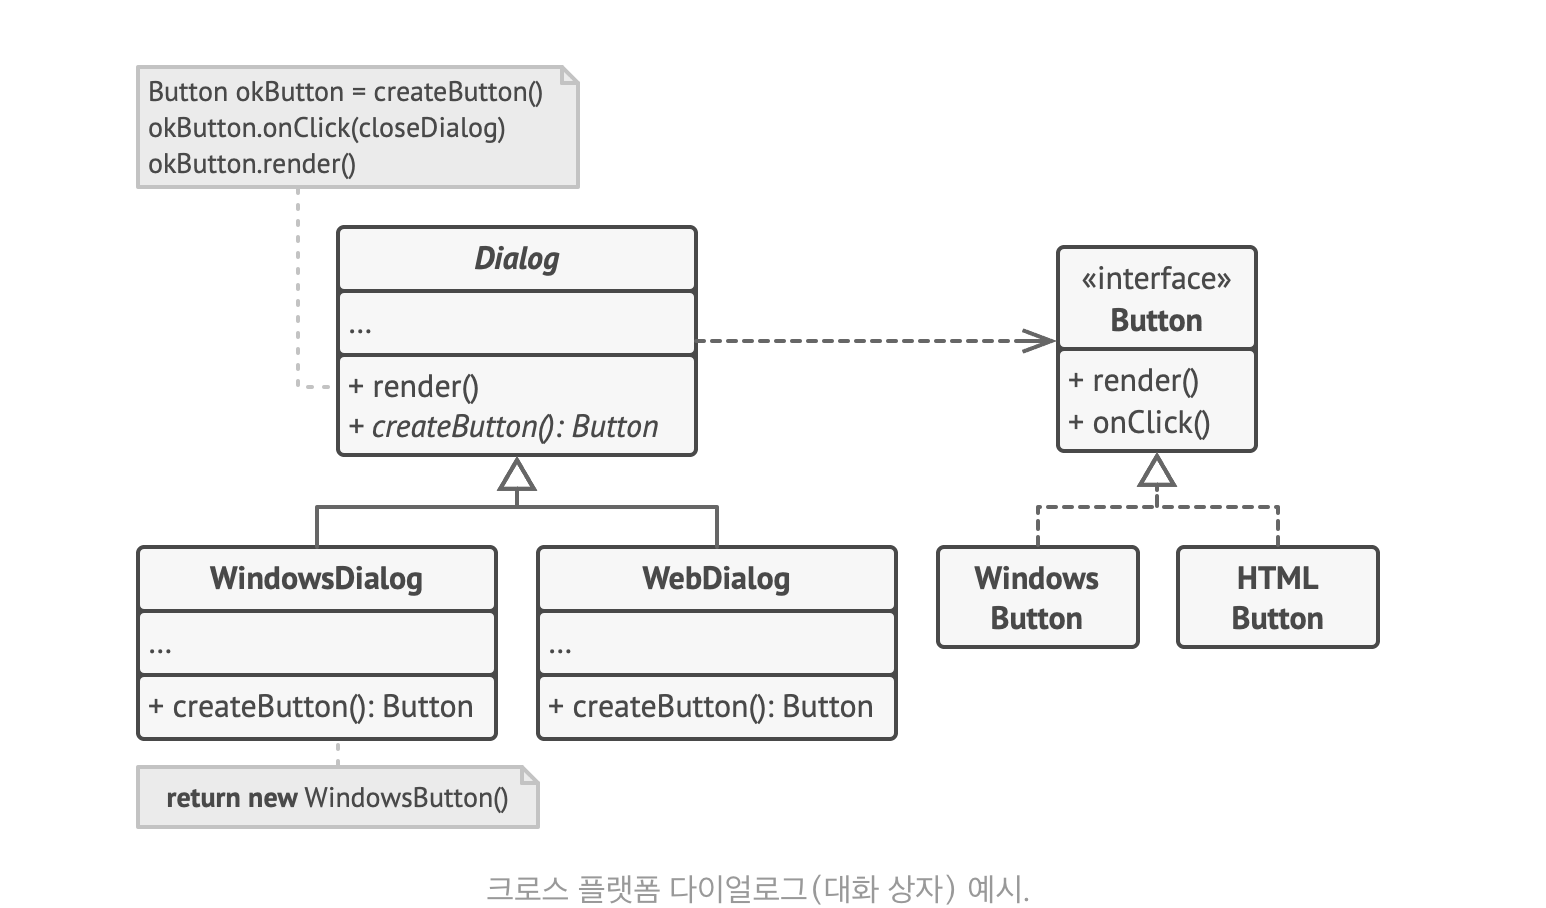 Button okButton = createButton()
okButton.onClick(closeDialog)
okButton.render()
Dialog
...
+ render()
+ createButton(): Button
«interface»
Button
+ render()
+ onClick()
WindowsDialog
...
+ createButton(): Button
WebDialog
...
+ createButton(): Button
Windows
Button
HTML
Button
return new WindowsButton()
크로스 플랫폼 다이얼로그(대화 상자) 예시.